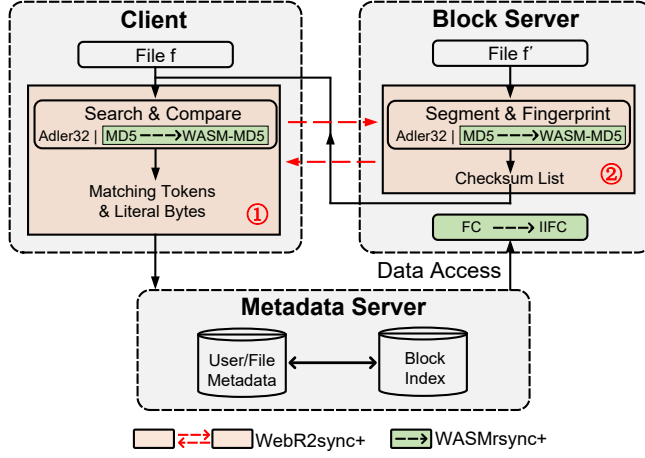 Client
File f
Search & Compare
Adler32 | MD5 WASM-MD5
Matching Tokens
& Literal Bytes
①
Block Server
File f′
Segment & Fingerprint
Adler32 | MD5 WASM-MD5
Checksum List
②
FC IIFC
Data Access
Metadata Server
User/File
Metadata
Block
Index
WebR2sync+
WASMrsync+